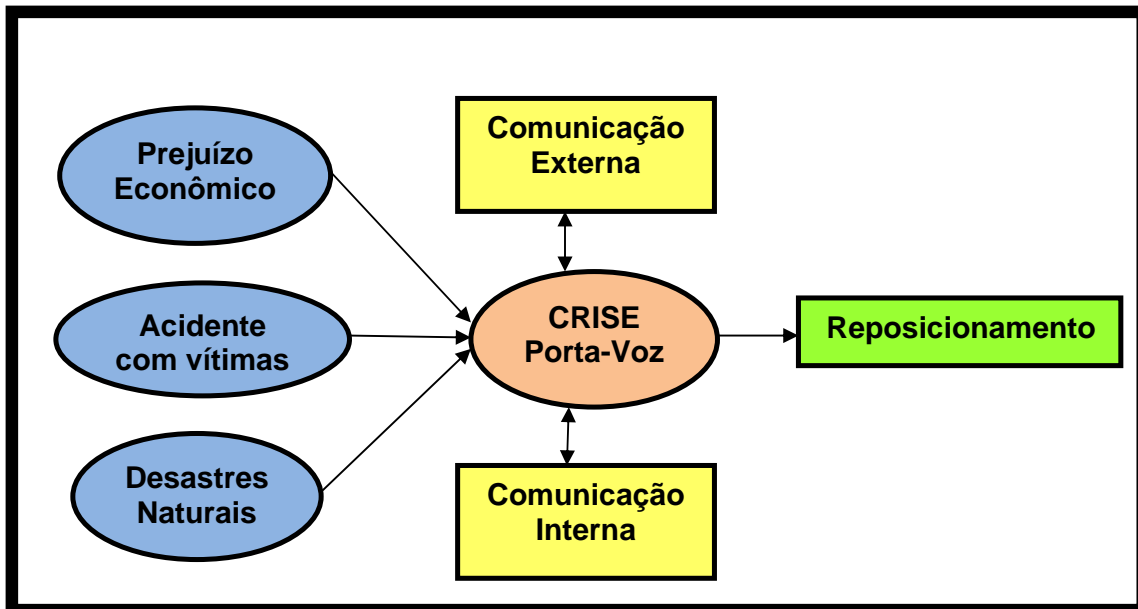 Prejuízo
Econômico
Acidente
com vítimas
Desastres
Naturais
Comunicação
Externa
CRISE
Porta-Voz
Comunicação
Interna
Reposicionamento